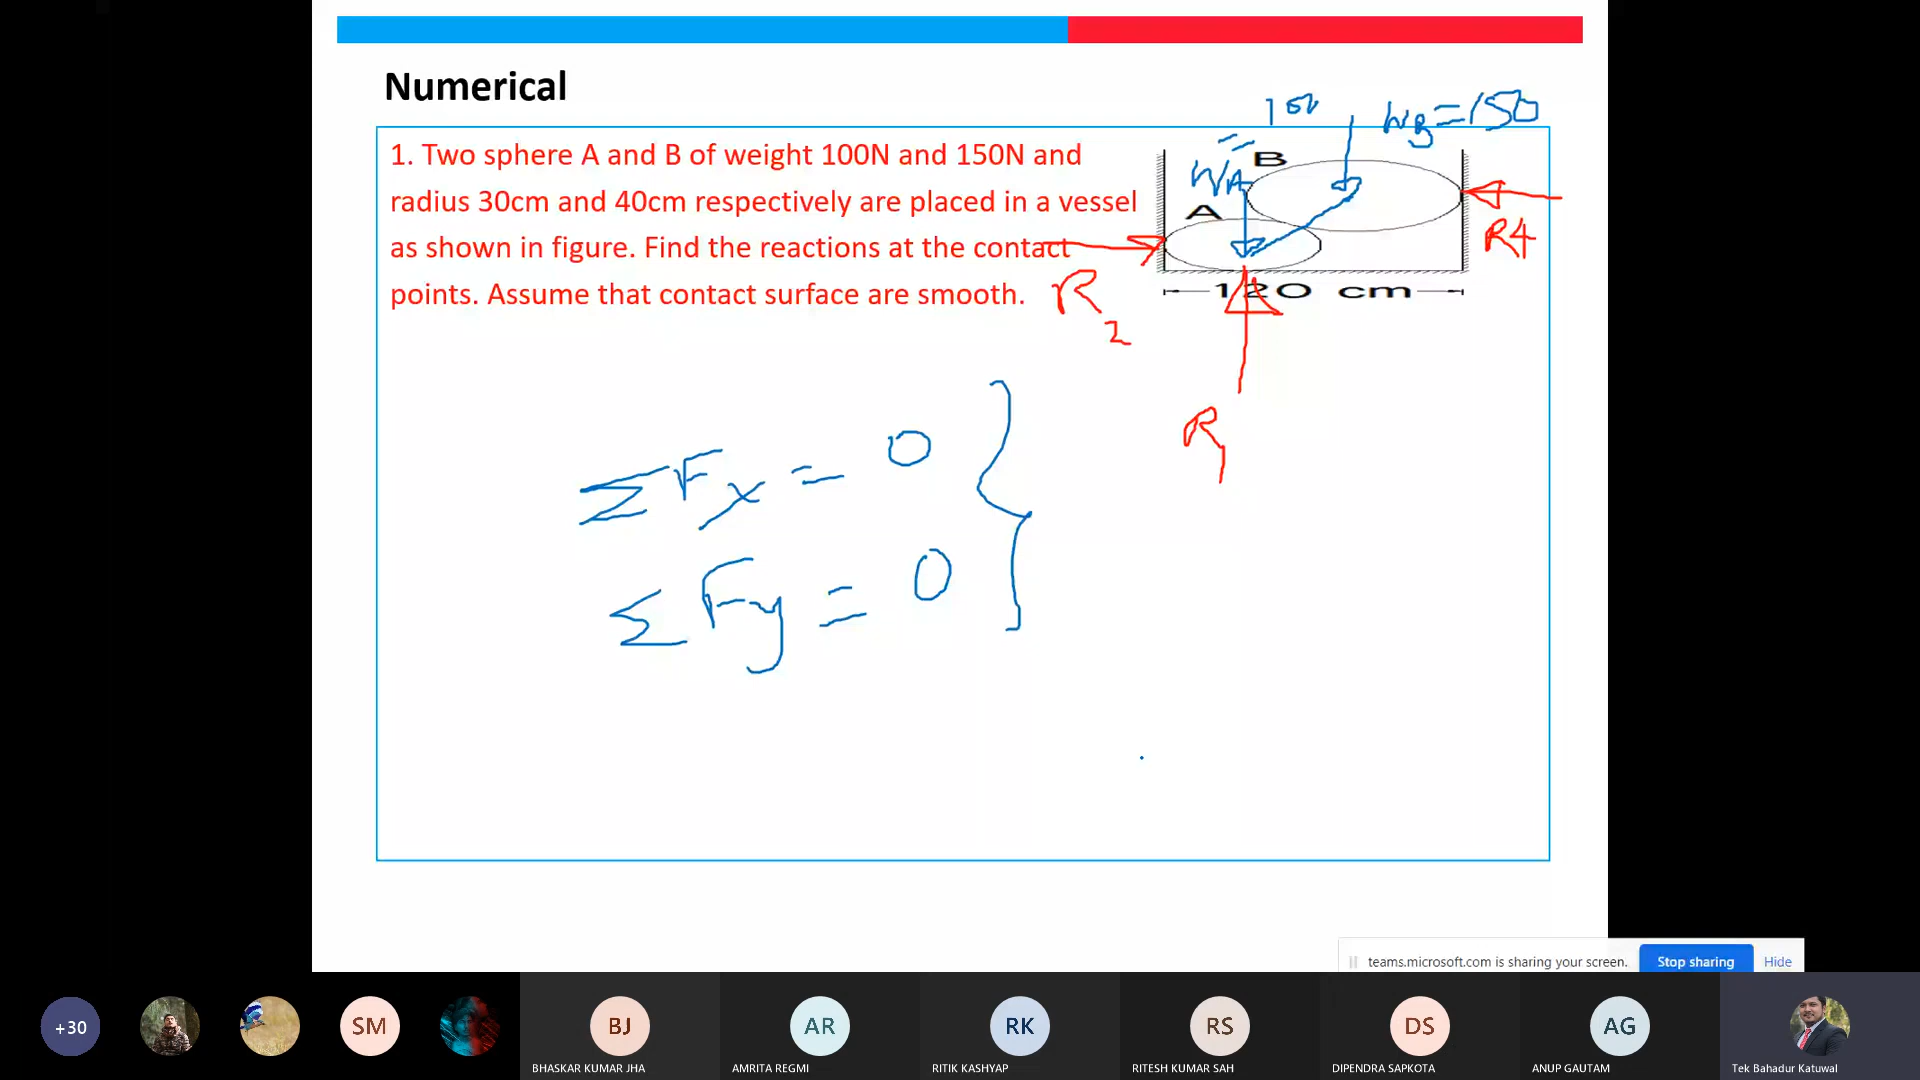 Numerical
1. Two sphere A and B of weight 100N and 150N and
radius 30cm and 40cm respectively are placed in a vessel
as shown in figure. Find the reactions at the contact
points. Assume that contact surface are smooth.
100
WB=150
=
WA
B
A
R4
R2
120 cm
R1
ΣFx = 0
ΣFy = 0
teams.microsoft.com is sharing your screen.
Stop sharing
Hide
+30
SM
BJ
AR
RK
RS
DS
AG
BHASKAR KUMAR JHA
AMRITA REGMI
RITIK KASHYAP
RITESH KUMAR SAH
DIPENDRA SAPKOTA
ANUP GAUTAM
Tek Bahadur Katuwal